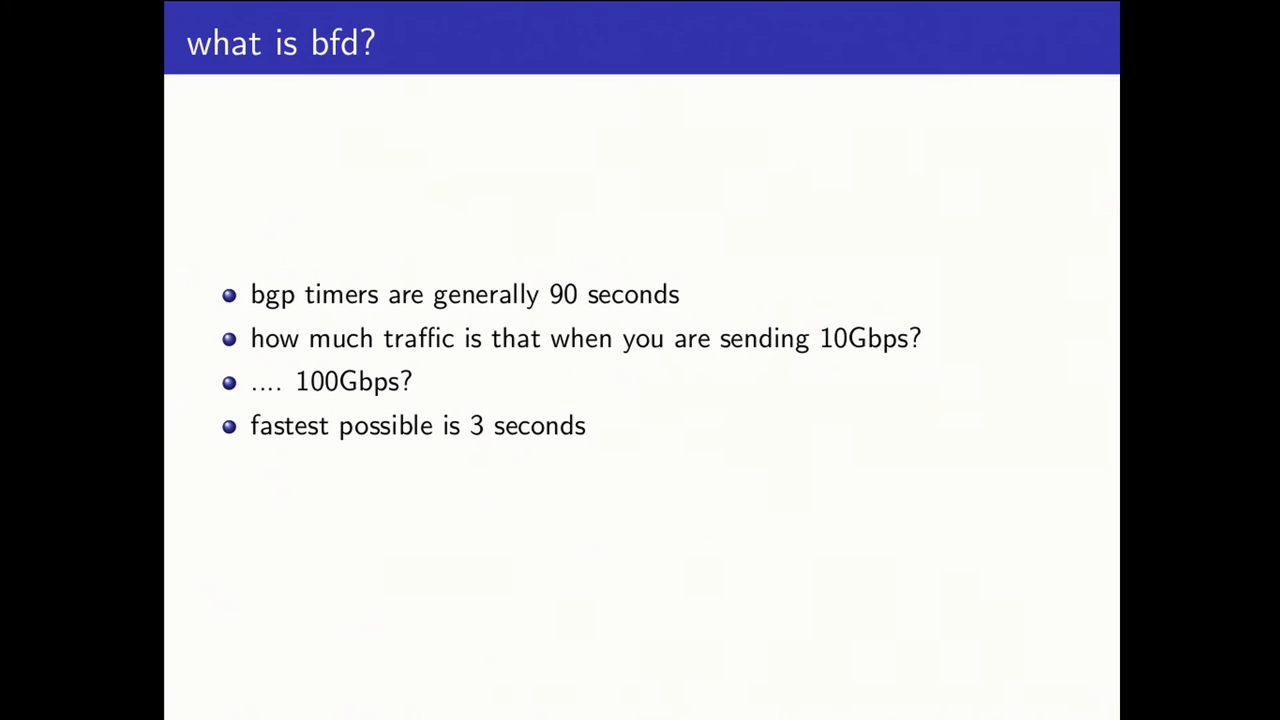 what is bfd?
bgp timers are generally 90 seconds
how much traffic is that when you are sending 10Gbps?
.... 100Gbps?
fastest possible is 3 seconds